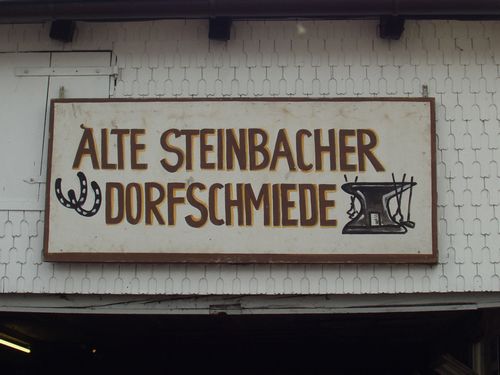 ALTE STEINBACHER
DORFSCHMIEDE